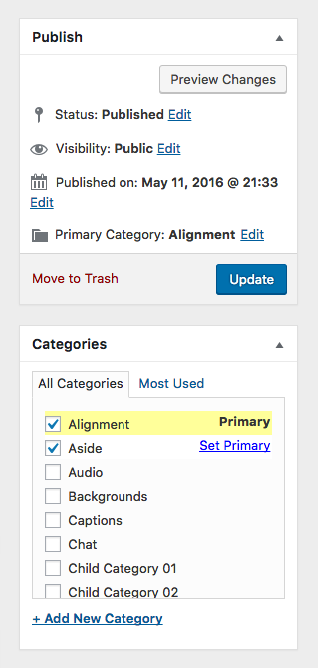 Publish
Preview Changes
Status: Published Edit
Visibility: Public Edit
Published on: May 11, 2016 @ 21:33
Edit
Primary Category: Alignment Edit
Move to Trash
Update
Categories
All Categories Most Used
Alignment Primary
Aside Set Primary
Audio
Backgrounds
Captions
Chat
Child Category 01
Child Category 02
+ Add New Category